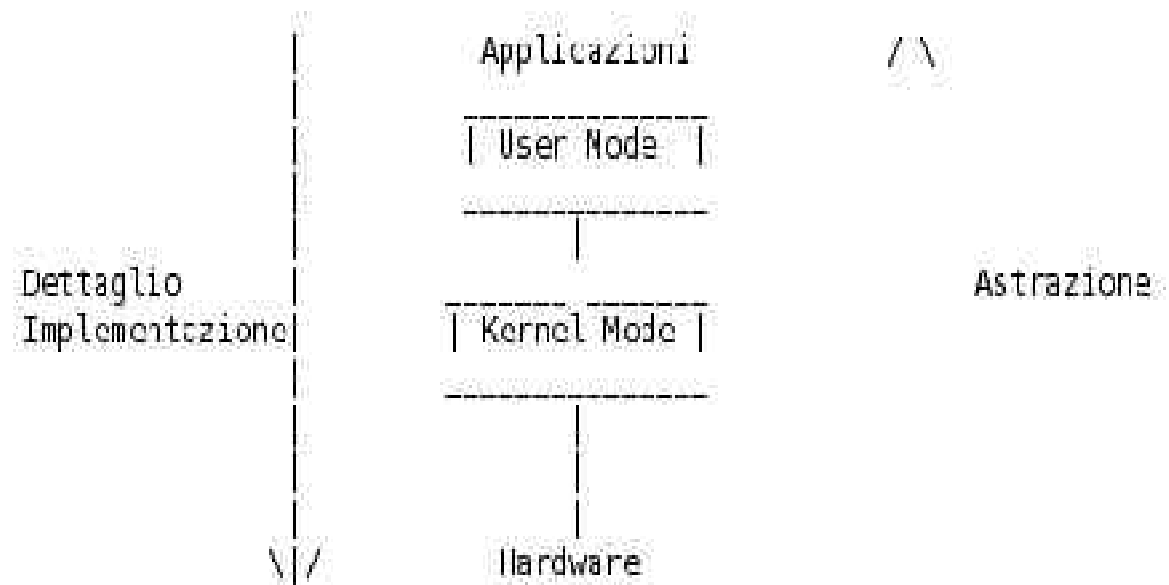 Applicazioni
User Mode
Dettaglio
Implementazione
Astrazione
Kernel Mode
Hardware